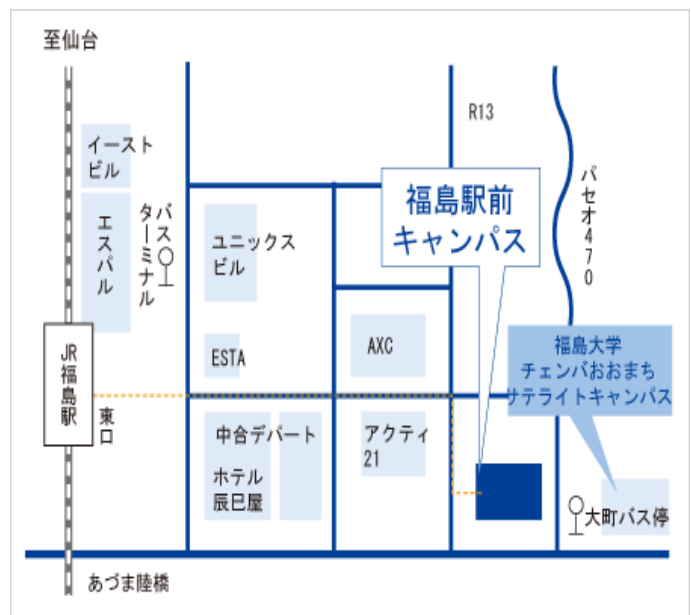 至仙台
イースト
ビル
エスパル
バス
ターミナル
ユニックス
ビル
R13
福島駅前
キャンパス
パセオ470
JR福島駅
東口
ESTA
AXC
福島大学
チェンバおおまち
サテライトキャンパス
中合デパート
ホテル
辰巳屋
アクティ
21
大町バス停
あづま陸橋